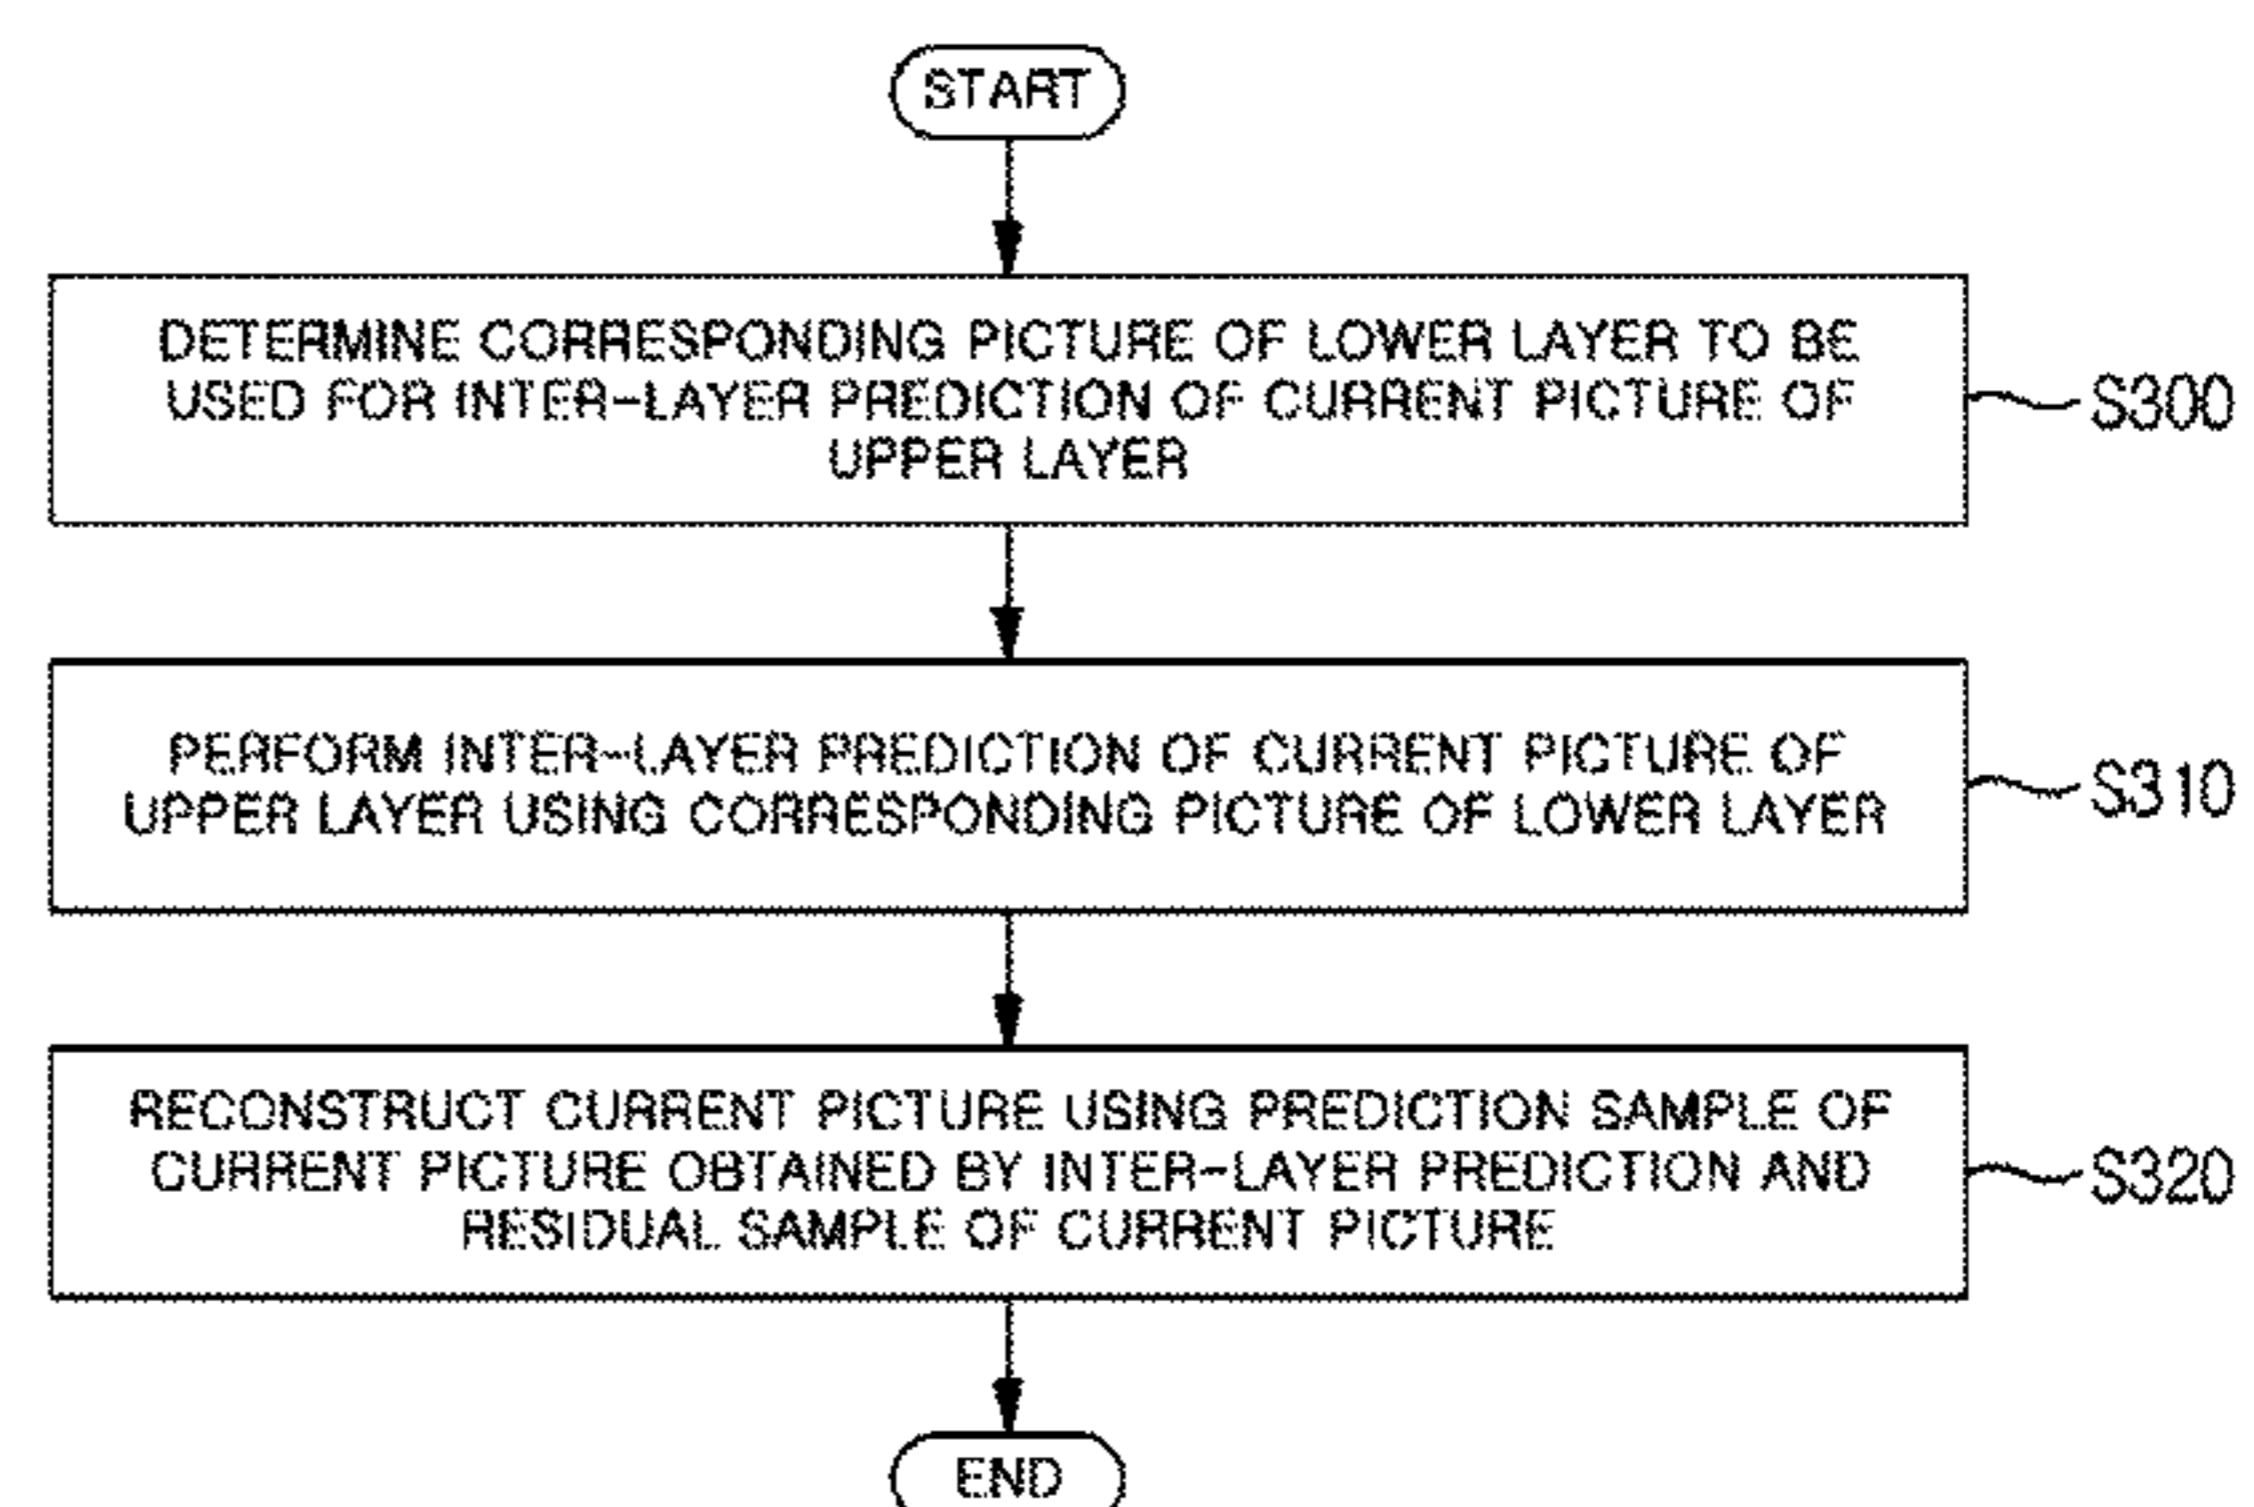 START
DETERMINE CORRESPONDING PICTURE OF LOWER LAYER TO BE
USED FOR INTER-LAYER PREDICTION OF CURRENT PICTURE OF
UPPER LAYER
S300
PERFORM INTER-LAYER PREDICTION OF CURRENT PICTURE OF
UPPER LAYER USING CORRESPONDING PICTURE OF LOWER LAYER
S310
RECONSTRUCT CURRENT PICTURE USING PREDICTION SAMPLE OF
CURRENT PICTURE OBTAINED BY INTER-LAYER PREDICTION AND
RESIDUAL SAMPLE OF CURRENT PICTURE
S320
END